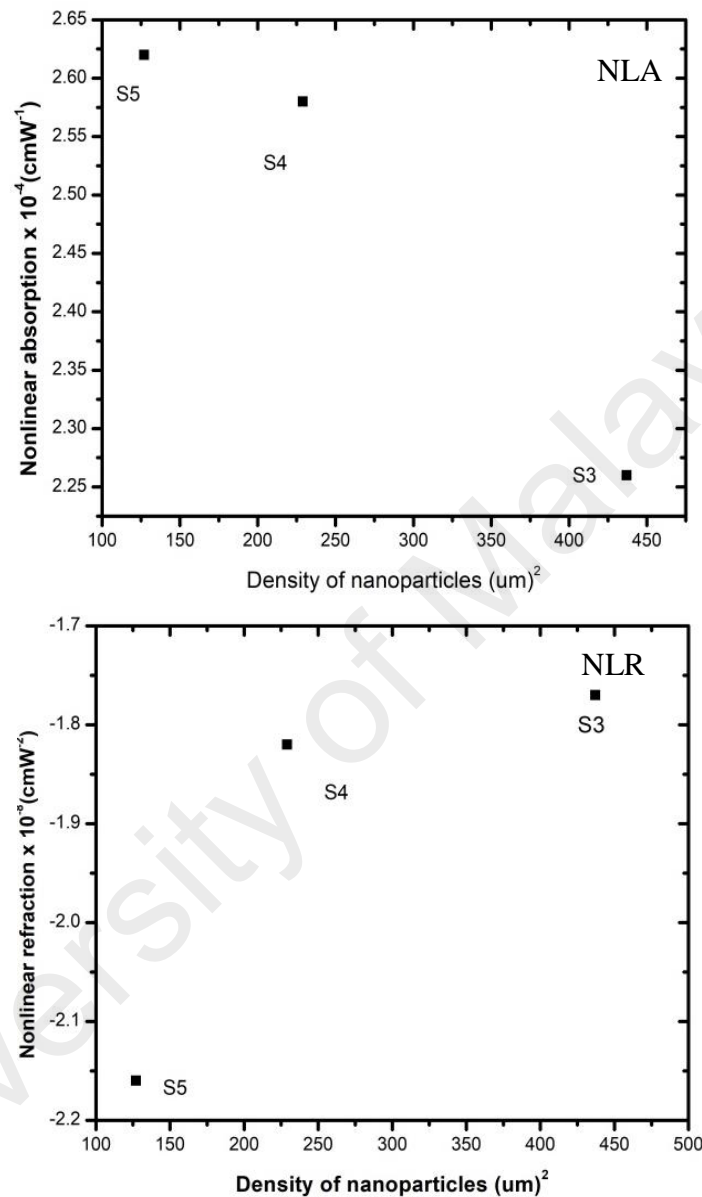 2.65
NLA
2.60
S5
2.55
S4
2.50
2.45
2.40
2.35
2.30
S3
2.25
100 150 200 250 300 350 400 450
Nonlinear absorption x 10⁻⁴(cmW⁻¹)
Density of nanoparticles (um)²
-1.7
NLR
-1.8
S3
S4
-1.9
-2.0
-2.1
S5
-2.2
100 150 200 250 300 350 400 450 500
Nonlinear refraction x 10⁻⁸(cmW⁻²)
Density of nanoparticles (um)²
versity of Malay